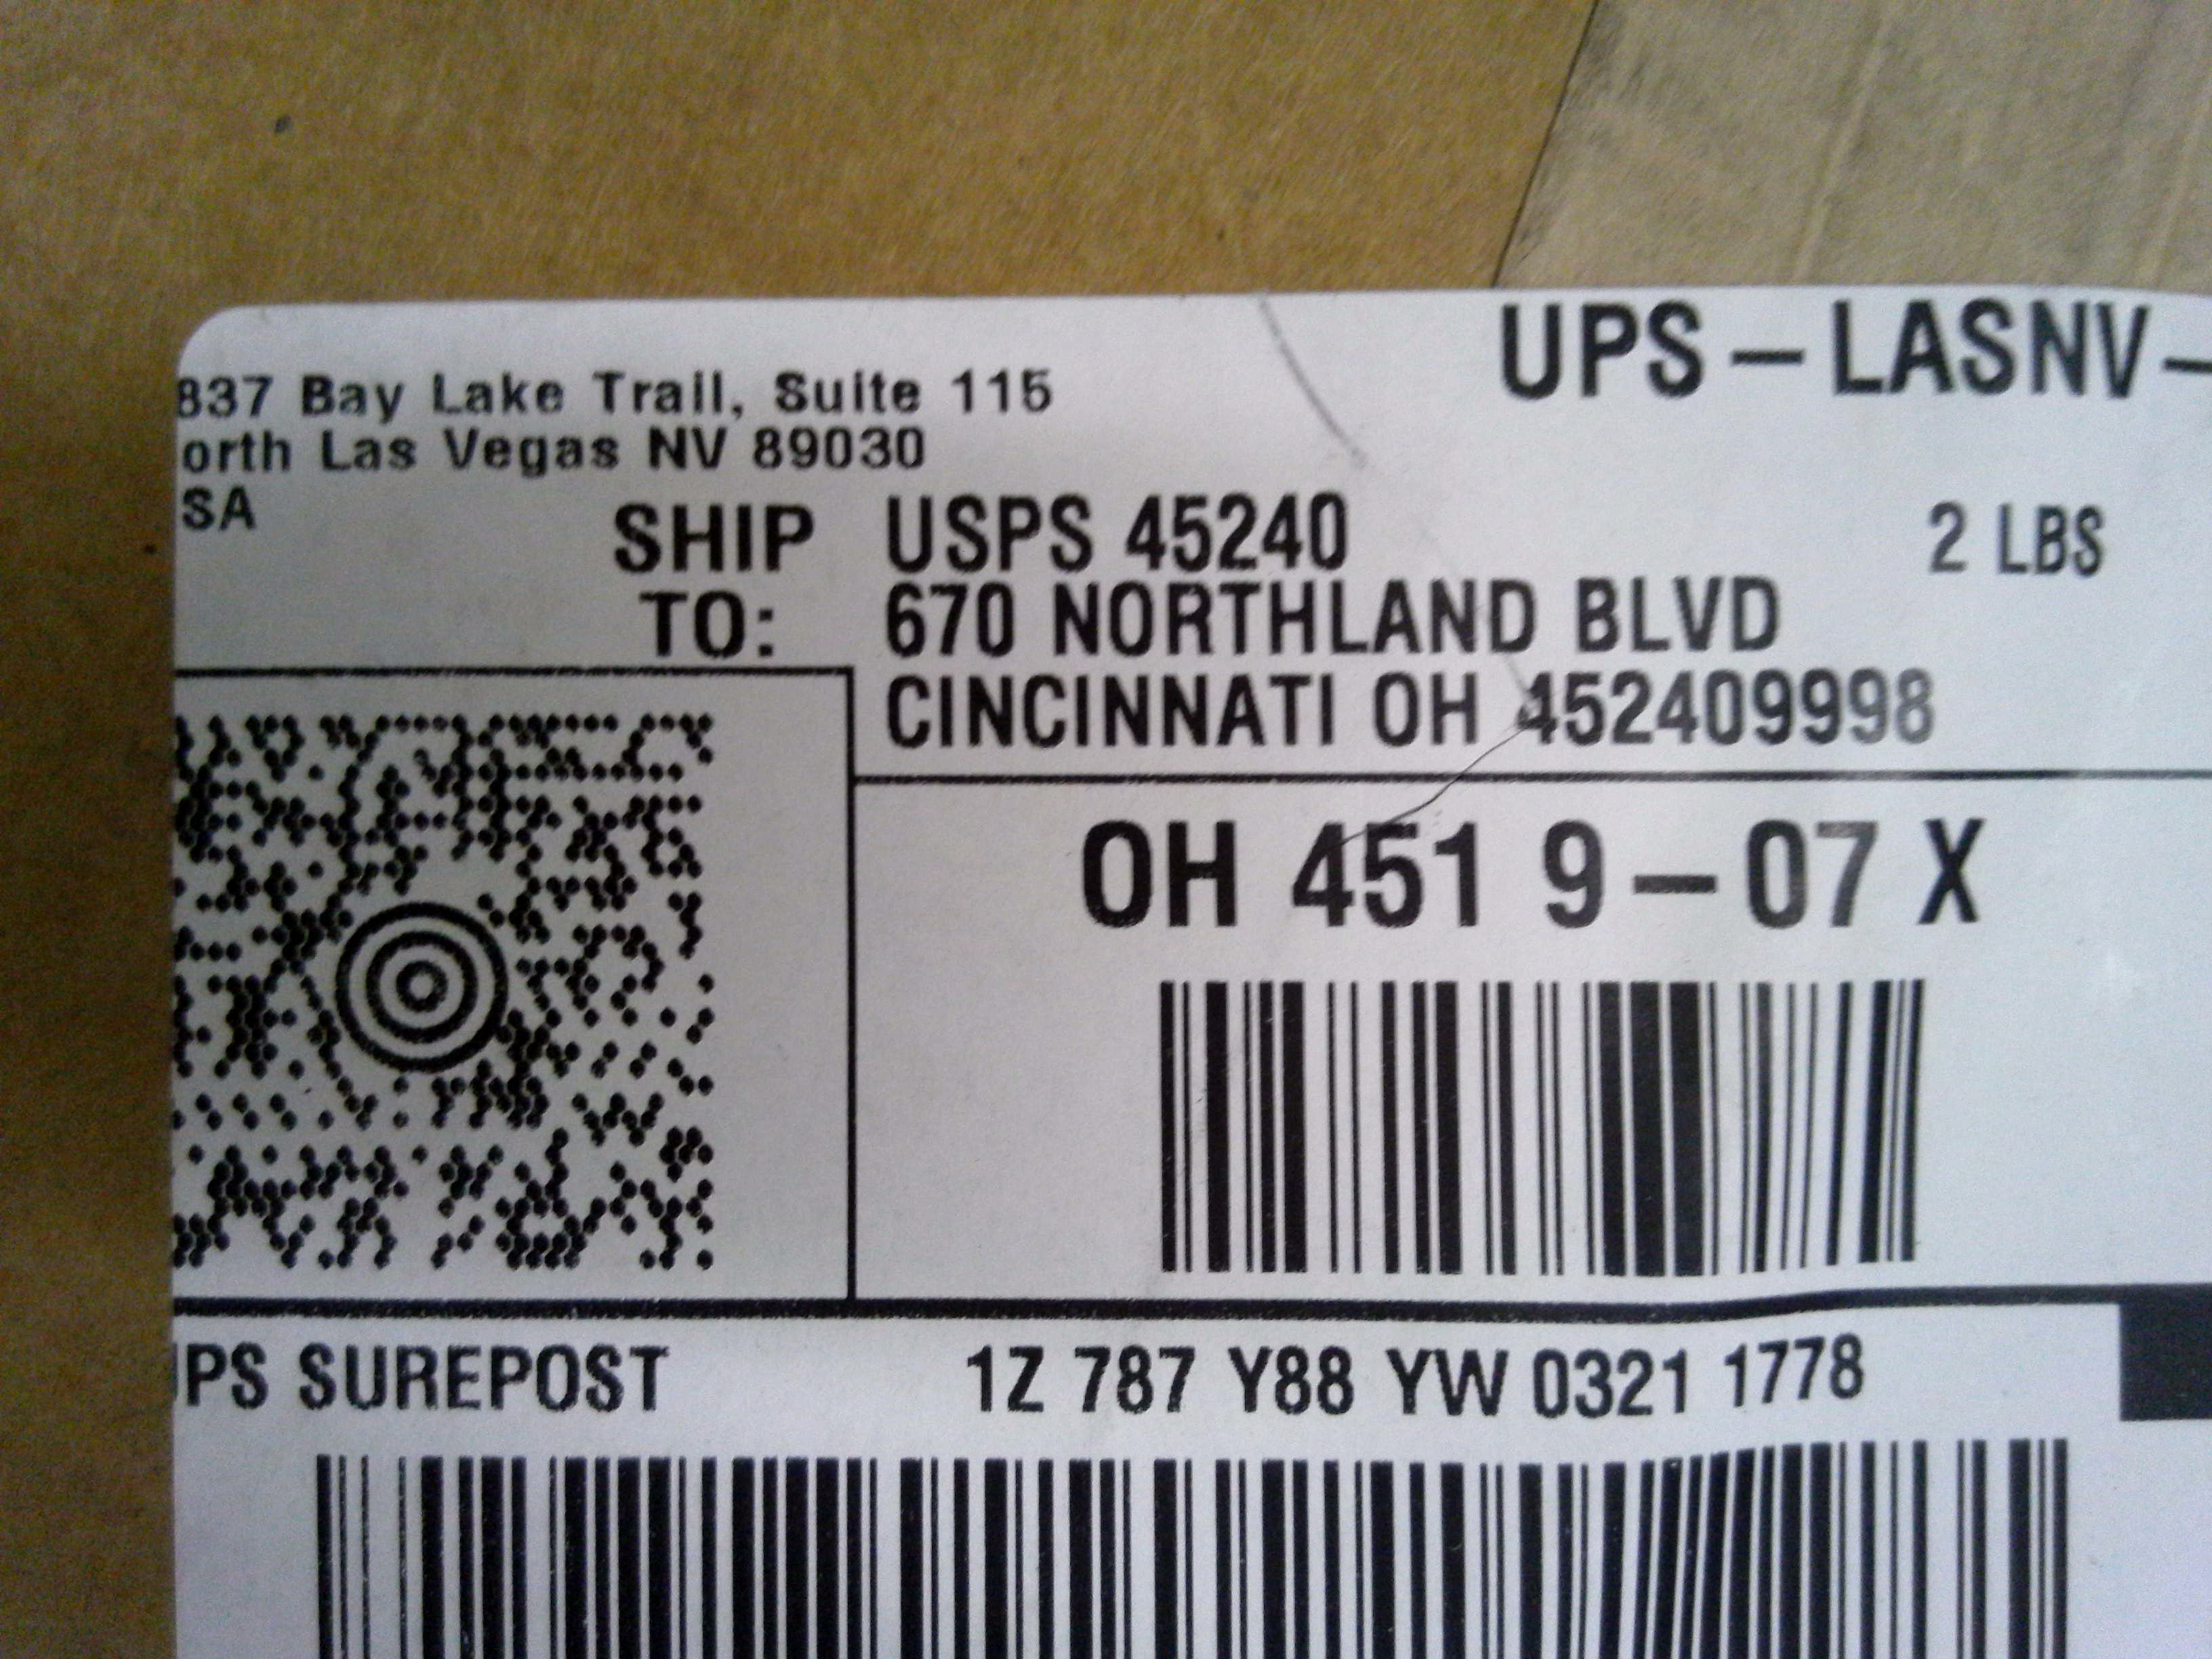 837 Bay Lake Trail, Suite 115
orth Las Vegas NV 89030
SA
UPS - LASNV-
2 LBS
SHIP TO:
USPS 45240
670 NORTHLAND BLVD
CINCINNATI OH 452409998
OH 451 9-07 X
UPS SUREPOST
1Z 787 Y88 YW 0321 1778